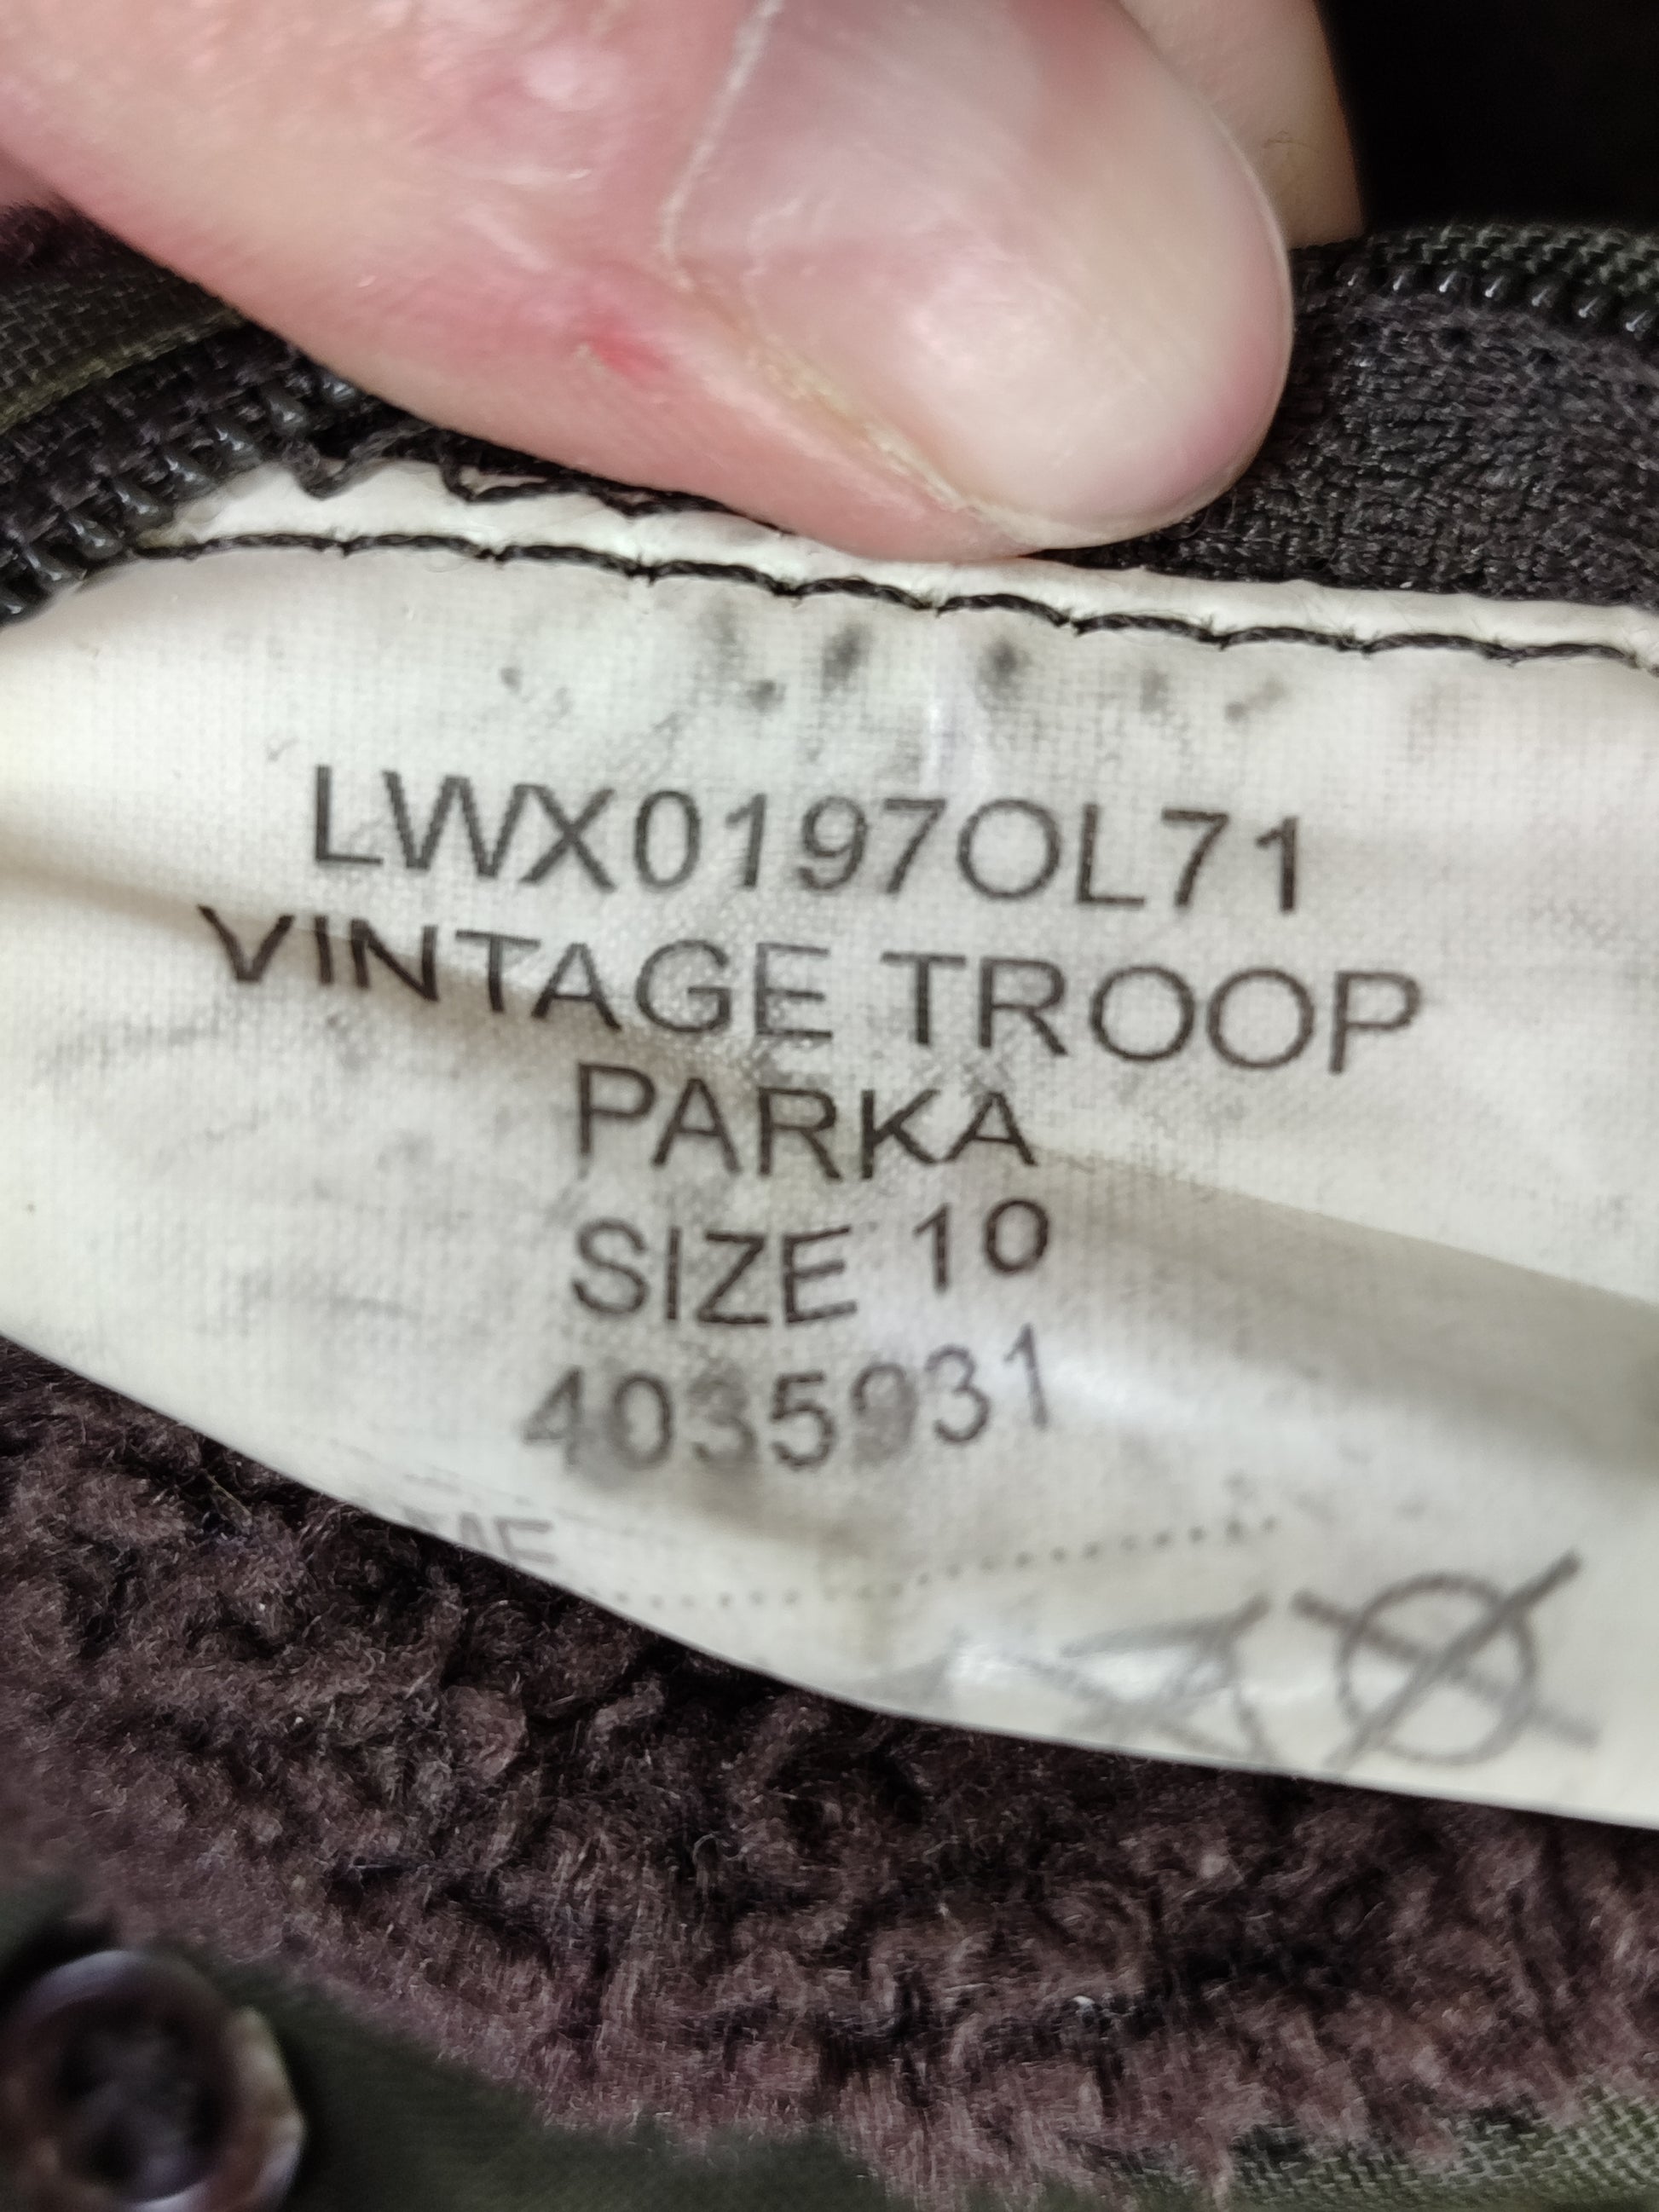 LWX0197OL71
VINTAGE TROOP
PARKA
SIZE 10
4035931